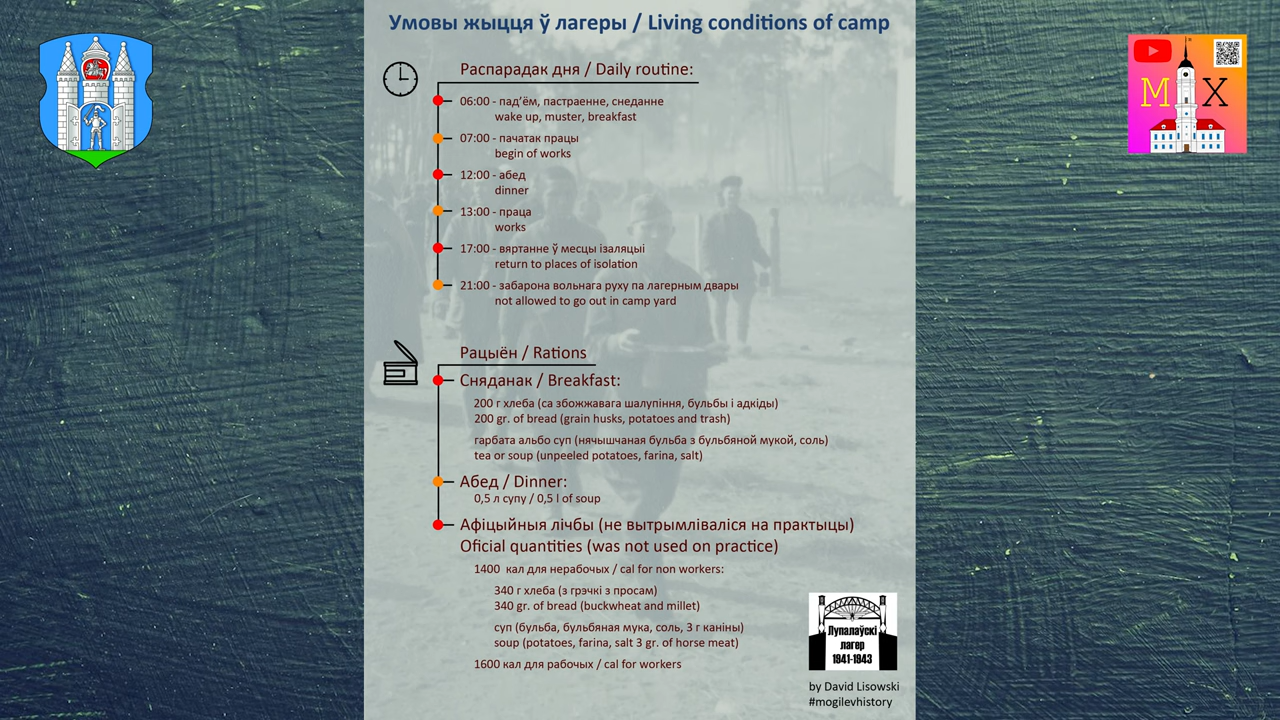 Умовы жыцця ў лагеры / Living conditions of camp
Распарадак дня / Daily routine:
06:00 - пад’ём, пастраенне, снеданне
wake up, muster, breakfast
07:00 - пачатак працы
begin of works
12:00 - абед
dinner
13:00 - праца
works
17:00 - вяртанне ў месцы ізаляцыі
return to places of isolation
21:00 - забарона вольнага руху па лагерным двары
not allowed to go out in camp yard
Рацыён / Rations
Сняданак / Breakfast:
200 г хлеба (са збожжавага шалупіння, бульбы і адкіды)
200 gr. of bread (grain husks, potatoes and trash)
гарбата альбо суп (нячышчаная бульба з бульбяной мукой, соль)
tea or soup (unpeeled potatoes, farina, salt)
Абед / Dinner:
0,5 л супу / 0,5 l of soup
Афіцыйныя лічбы (не вытрымліваліся на практыцы)
Oficial quantities (was not used on practice)
1400 кал для нерабочых / cal for non workers:
340 г хлеба (з грэчкі з просам)
340 gr. of bread (buckwheat and millet)
суп (бульба, бульбяная мука, соль, 3 г каніны)
soup (potatoes, farina, salt 3 gr. of horse meat)
1600 кал для рабочых / cal for workers
Лупалаўскі
лагер
1941-1943
by David Lisowski
#mogilevhistory
M X